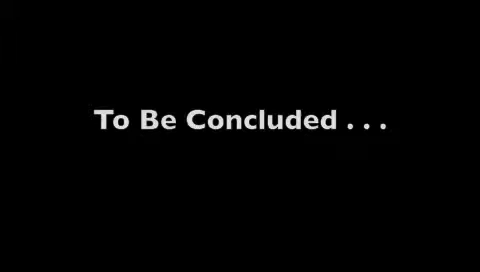 To Be Concluded . . .